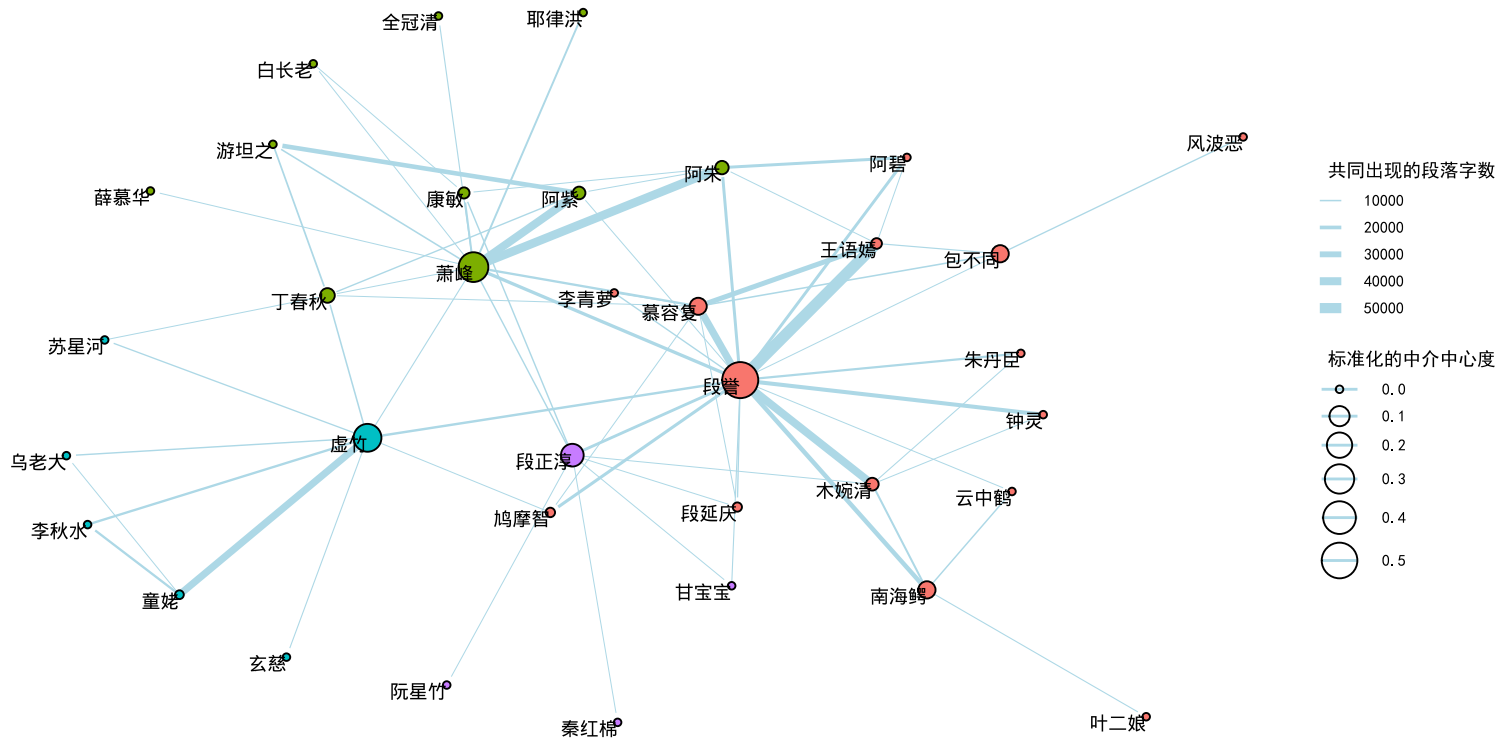 全冠清
耶律洪
白长老
游坦之
薛慕华
康敏
阿紫
阿朱
阿碧
风波恶
王语嫣
包不同
萧峰
李青萝
慕容复
丁春秋
苏星河
段誉
朱丹臣
钟灵
虚竹
乌老大
段正淳
木婉清
云中鹤
李秋水
鸠摩智
段延庆
童姥
甘宝宝
南海鳄
玄慈
阮星竹
秦红棉
叶二娘
共同出现的段落字数
10000
20000
30000
40000
50000
标准化的中介中心度
0.0
0.1
0.2
0.3
0.4
0.5